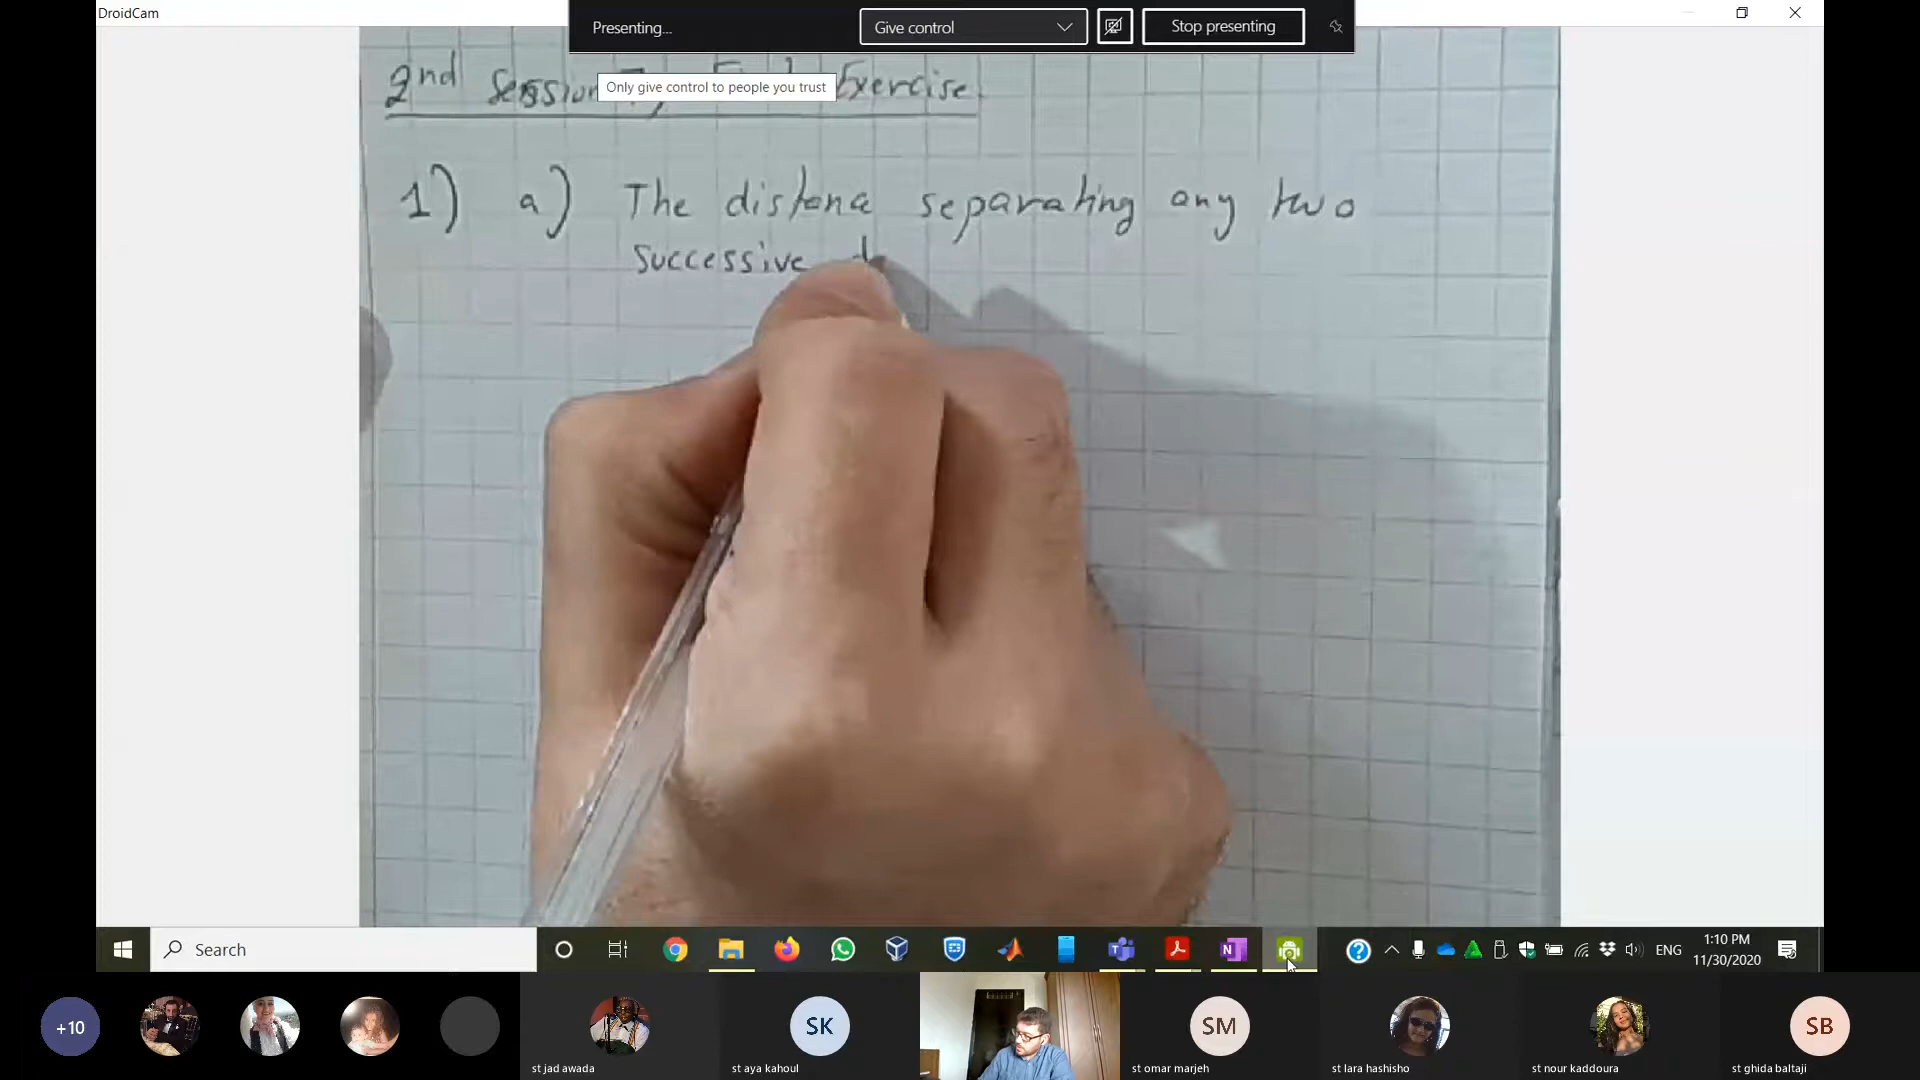 DroidCam
Presenting...
Give control
Stop presenting
Only give control to people you trust
2nd Session Exercise
1) a) The distance separating any two
successive
Search
ENG
1:10 PM
11/30/2020
+10
st jad awada
SK
st aya kahoul
SM
st omar marjeh
st lara hashisho
st nour kaddoura
SB
st ghida baltaji